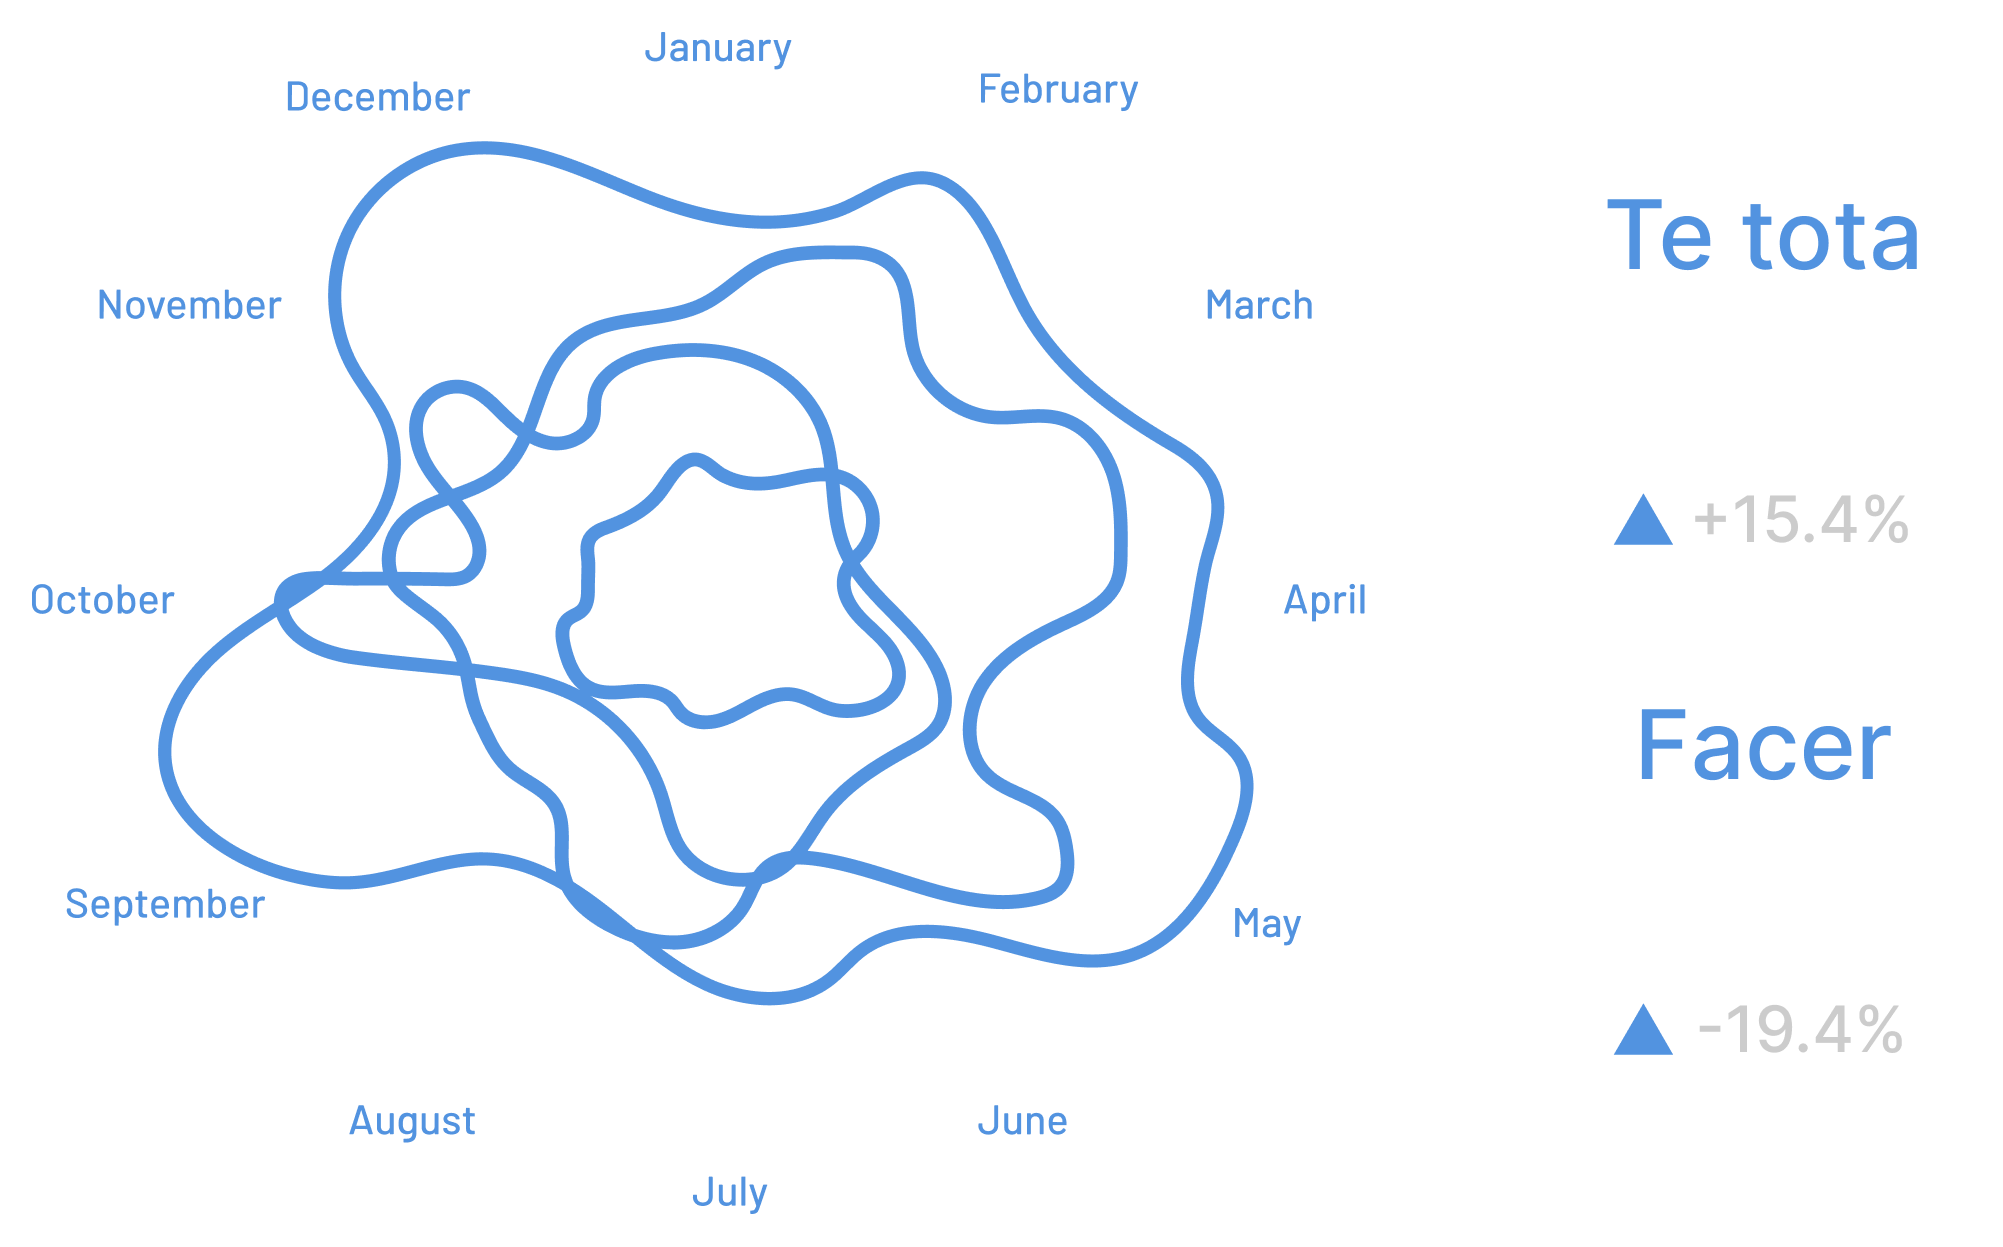 January
February
March
April
May
June
July
August
September
October
November
December
Te tota
+15.4%
Facer
-19.4%